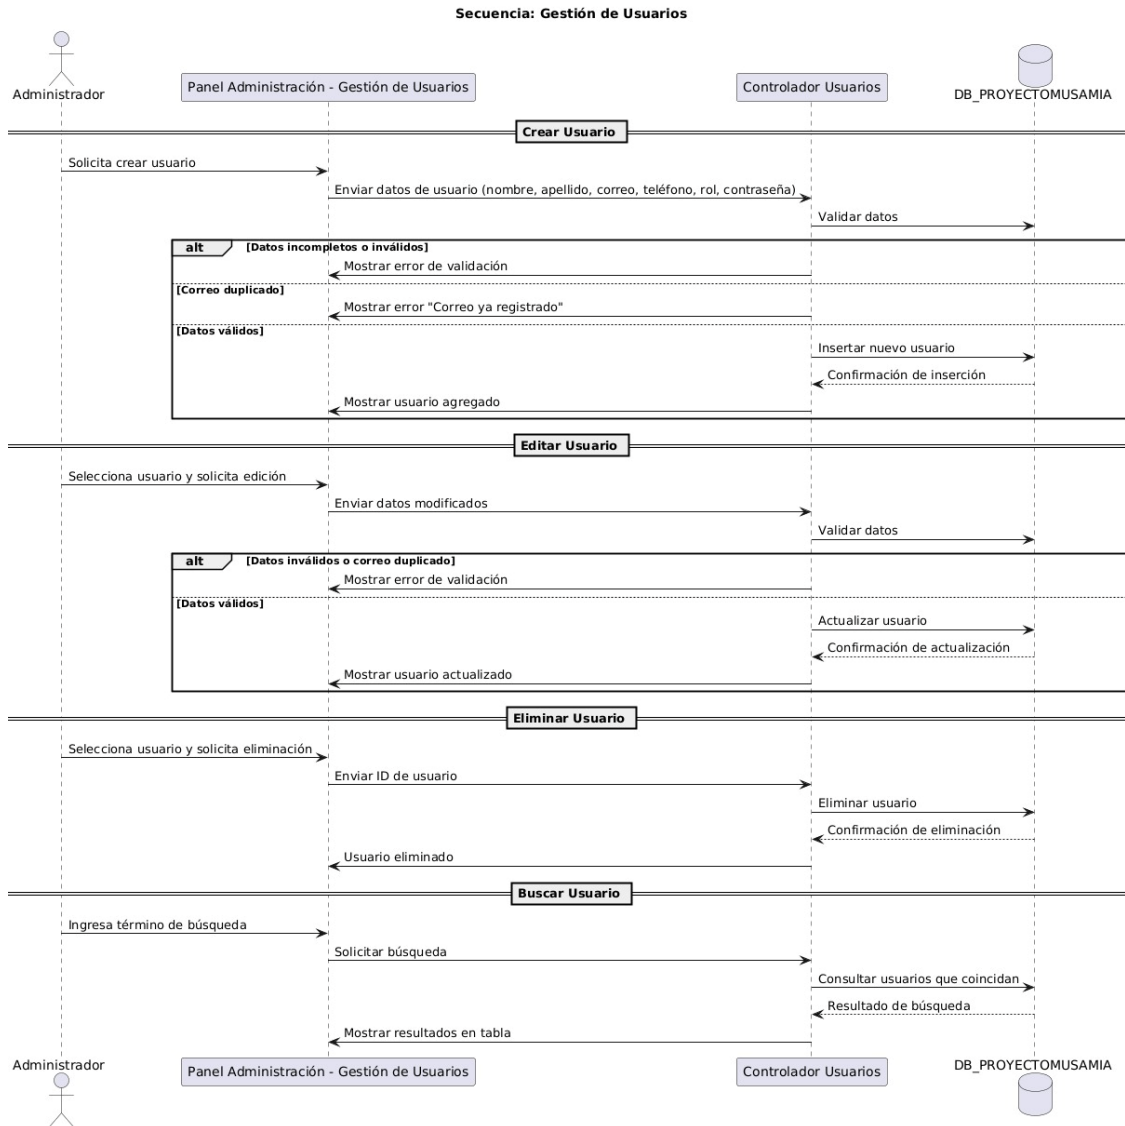 Secuencia: Gestión de Usuarios
Administrador
Panel Administración - Gestión de Usuarios
Controlador Usuarios
DB_PROYECTOMUSAMIA
Crear Usuario
Solicita crear usuario
Enviar datos de usuario (nombre, apellido, correo, teléfono, rol, contraseña)
Validar datos
alt [Datos incompletos o inválidos]
Mostrar error de validación
[Correo duplicado]
Mostrar error "Correo ya registrado"
[Datos válidos]
Insertar nuevo usuario
Confirmación de inserción
Mostrar usuario agregado
Editar Usuario
Selecciona usuario y solicita edición
Enviar datos modificados
Validar datos
alt [Datos inválidos o correo duplicado]
Mostrar error de validación
[Datos válidos]
Actualizar usuario
Confirmación de actualización
Mostrar usuario actualizado
Eliminar Usuario
Selecciona usuario y solicita eliminación
Enviar ID de usuario
Eliminar usuario
Confirmación de eliminación
Usuario eliminado
Buscar Usuario
Ingresa término de búsqueda
Solicitar búsqueda
Consultar usuarios que coincidan
Resultado de búsqueda
Mostrar resultados en tabla
Administrador
Panel Administración - Gestión de Usuarios
Controlador Usuarios
DB_PROYECTOMUSAMIA